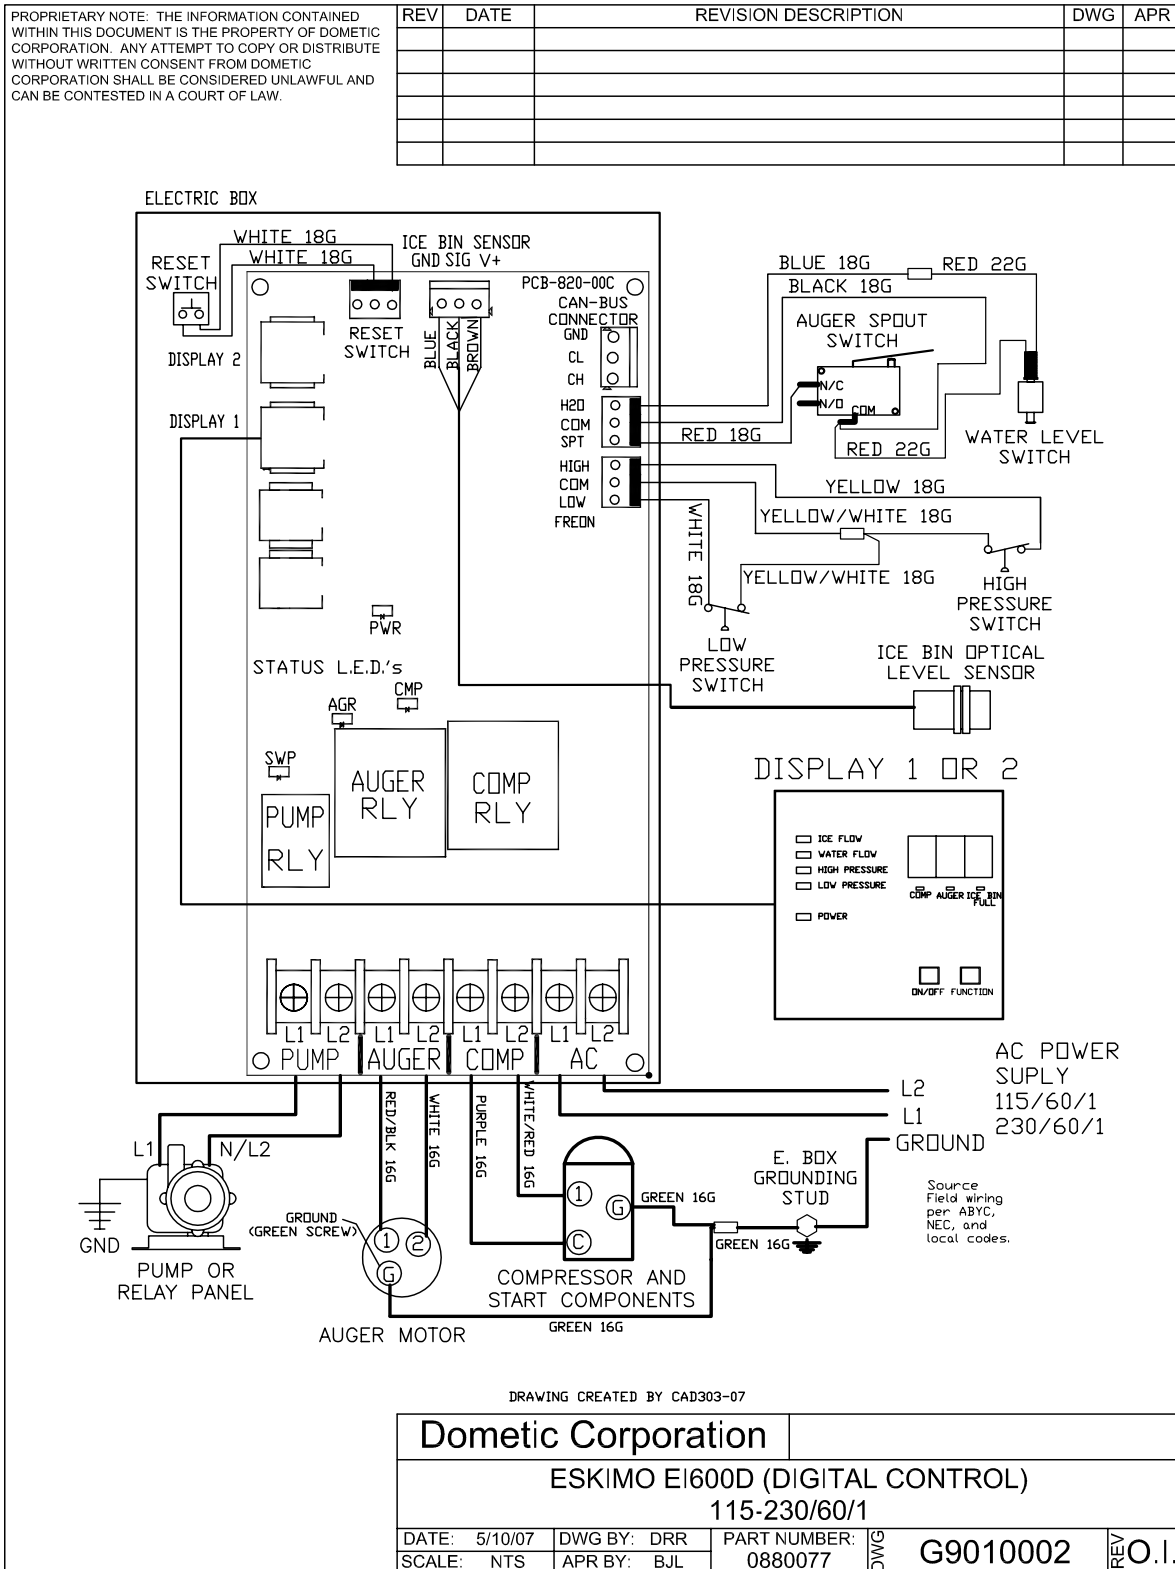 PROPRIETARY NOTE: THE INFORMATION CONTAINED
WITHIN THIS DOCUMENT IS THE PROPERTY OF DOMETIC
CORPORATION. ANY ATTEMPT TO COPY OR DISTRIBUTE
WITHOUT WRITTEN CONSENT FROM DOMETIC
CORPORATION SHALL BE CONSIDERED UNLAWFUL AND
CAN BE CONTESTED IN A COURT OF LAW.
REV DATE REVISION DESCRIPTION DWG APR
ELECTRIC BOX
WHITE 18G
WHITE 18G
RESET
SWITCH
ICE BIN SENSOR
GND SIG V+
PCB-820-00C
CAN-BUS
CONNECTOR
GND
CL
CH
RESET
SWITCH
BLUE
BLACK
BROWN
DISPLAY 2
DISPLAY 1
H2O
COM
SPT
HIGH
COM
LOW
FREON
BLUE 18G
RED 22G
BLACK 18G
AUGER SPOUT
SWITCH
N/C
N/O
COM
RED 18G
RED 22G
WATER LEVEL
SWITCH
YELLOW 18G
YELLOW/WHITE 18G
WHITE 18G
YELLOW/WHITE 18G
HIGH
PRESSURE
SWITCH
LOW
PRESSURE
SWITCH
ICE BIN OPTICAL
LEVEL SENSOR
PWR
STATUS L.E.D.'s
CMP
AGR
SWP
PUMP
RLY
AUGER
RLY
COMP
RLY
DISPLAY 1 OR 2
ICE FLOW
WATER FLOW
HIGH PRESSURE
LOW PRESSURE
POWER
COMP AUGER ICE BIN
FULL
ON/OFF FUNCTION
L1 L2 L1 L2 L1 L2 L1 L2
PUMP AUGER COMP AC
RED/BLK 16G
WHITE 16G
PURPLE 16G
WHITE/RED 16G
L2
L1
GROUND
AC POWER
SUPLY
115/60/1
230/60/1
L1
N/L2
GND
PUMP OR
RELAY PANEL
GROUND
(GREEN SCREW)
1
2
G
AUGER MOTOR
1
G
C
COMPRESSOR AND
START COMPONENTS
GREEN 16G
GREEN 16G
GREEN 16G
E. BOX
GROUNDING
STUD
Source
Field wiring
per ABYC,
NEC, and
local codes.
DRAWING CREATED BY CAD303-07
Dometic Corporation
ESKIMO EI600D (DIGITAL CONTROL)
115-230/60/1
DATE: 5/10/07 DWG BY: DRR PART NUMBER: DWG G9010002 REV O.I.
SCALE: NTS APR BY: BJL 0880077